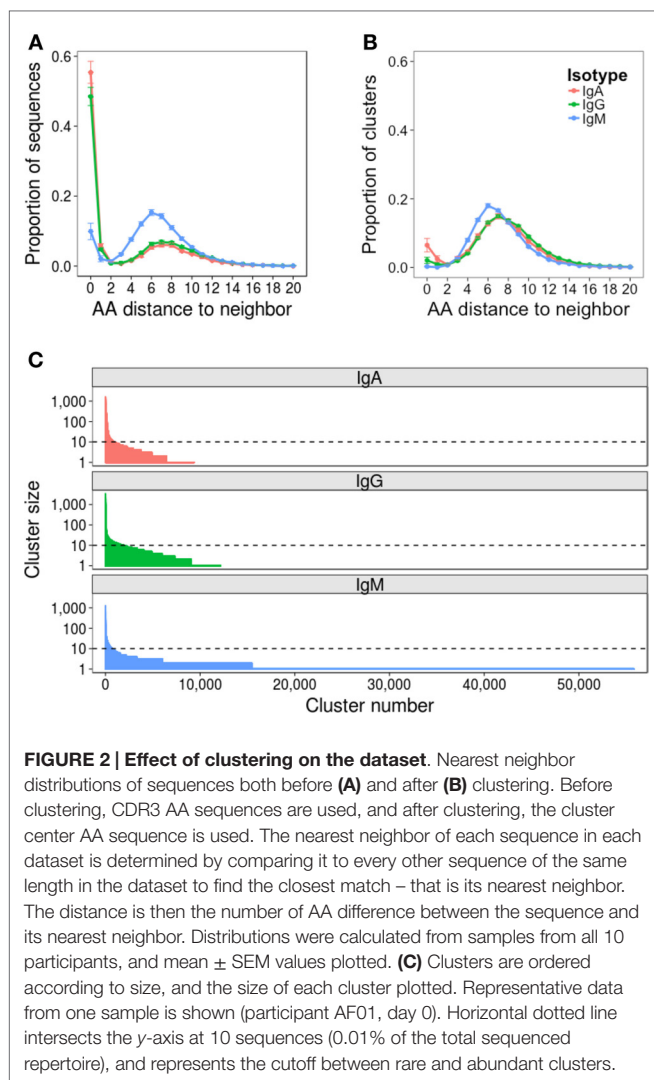 A
B
Proportion of sequences
0.6
0.4
0.2
0.0
0 2 4 6 8 10 12 14 16 18 20
AA distance to neighbor
Proportion of clusters
0.6
0.4
0.2
0.0
Isotype
IgA
IgG
IgM
0 2 4 6 8 10 12 14 16 18 20
AA distance to neighbor
C
Cluster size
IgA
1,000
100
10
1
IgG
1,000
100
10
1
IgM
1,000
100
10
1
0 10,000 20,000 30,000 40,000 50,000
Cluster number
FIGURE 2 | Effect of clustering on the dataset. Nearest neighbor
distributions of sequences both before (A) and after (B) clustering. Before
clustering, CDR3 AA sequences are used, and after clustering, the cluster
center AA sequence is used. The nearest neighbor of each sequence in each
dataset is determined by comparing it to every other sequence of the same
length in the dataset to find the closest match – that is its nearest neighbor.
The distance is then the number of AA difference between the sequence and
its nearest neighbor. Distributions were calculated from samples from all 10
participants, and mean ± SEM values plotted. (C) Clusters are ordered
according to size, and the size of each cluster plotted. Representative data
from one sample is shown (participant AF01, day 0). Horizontal dotted line
intersects the y-axis at 10 sequences (0.01% of the total sequenced
repertoire), and represents the cutoff between rare and abundant clusters.